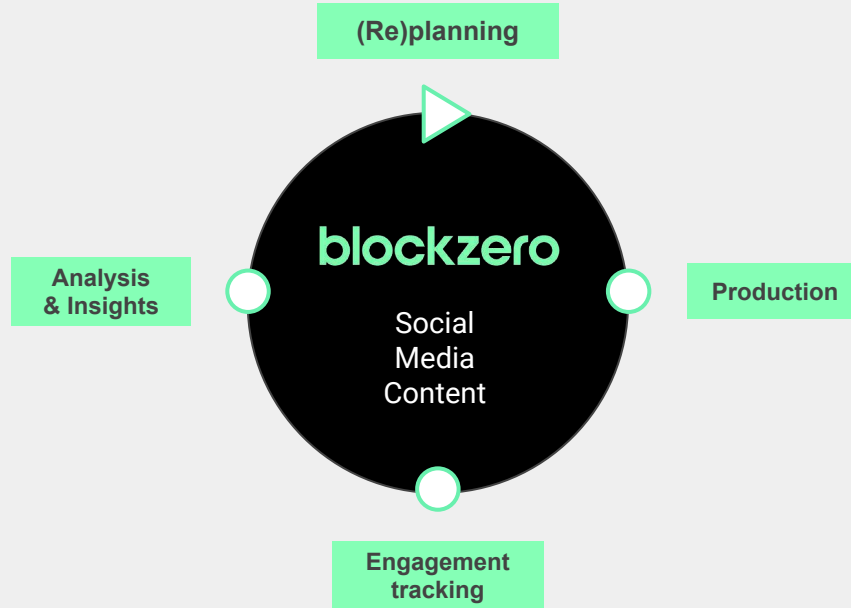 (Re)planning
blockzero
Analysis
& Insights
Production
Social
Media
Content
Engagement
tracking